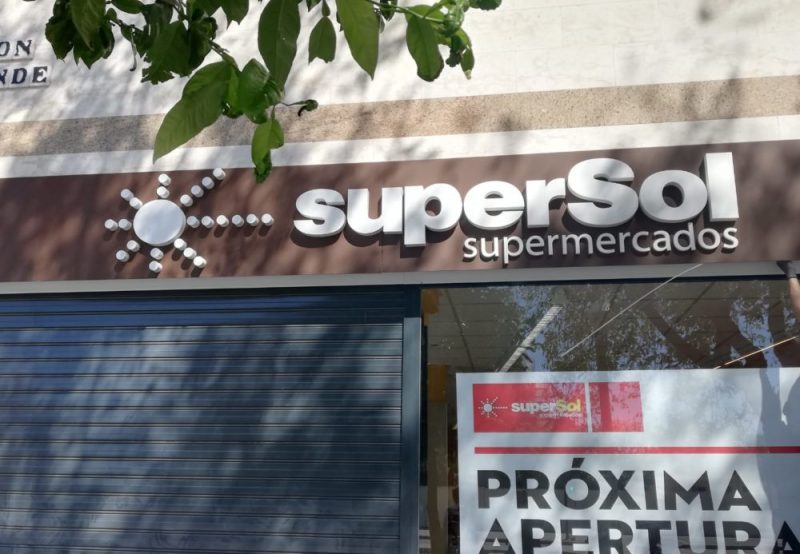 ON
NDE
superSol
supermercados
superSol
PRÓXIMA
APERTURA